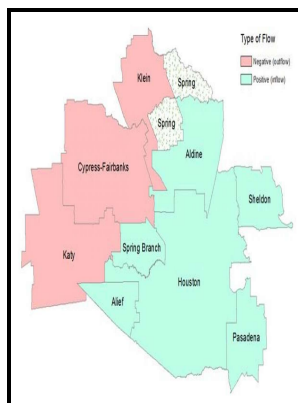 Type of Flow
Negative (outflow)
Positive (inflow)
Klein
Spring
Spring
Aldine
Cypress-Fairbanks
Sheldon
Katy
Spring Branch
Houston
Alief
Pasadena